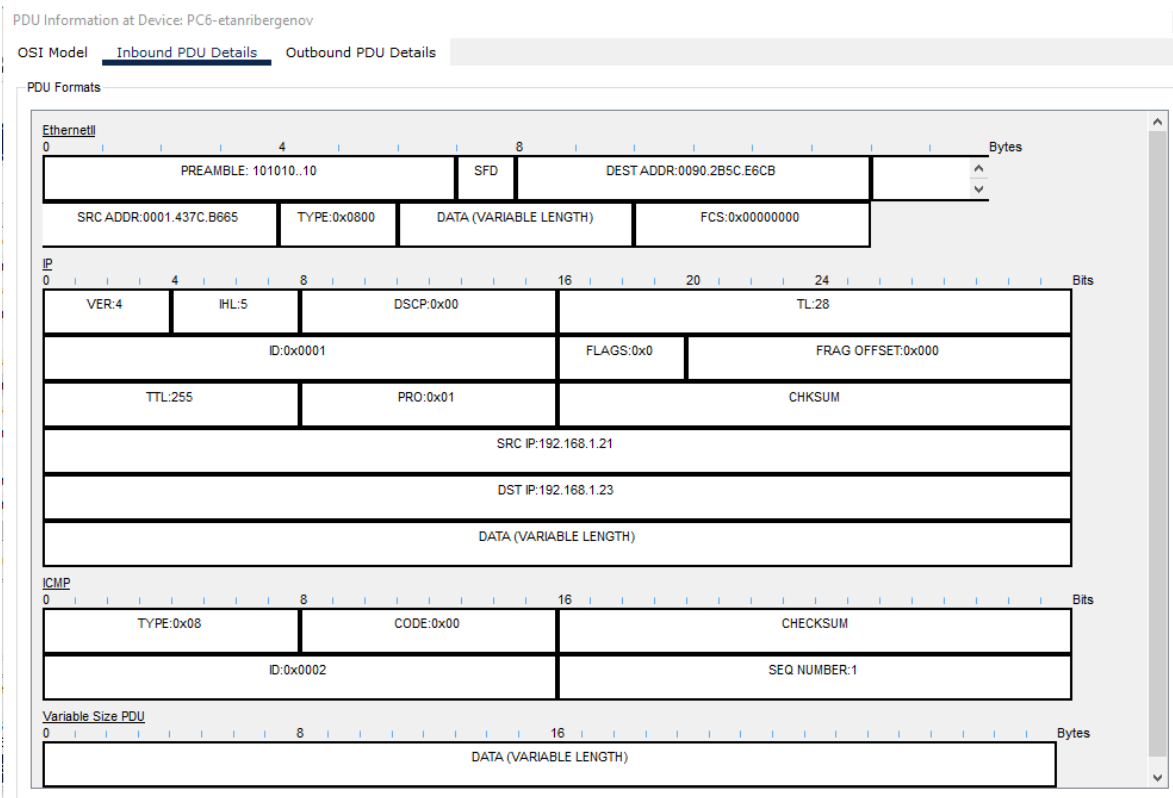 PDU Information at Device: PC6-etanribergenov
OSI Model Inbound PDU Details Outbound PDU Details
PDU Formats
EthernetII
0 4 8 Bytes
PREAMBLE: 101010..10 SFD DEST ADDR:0090.2B5C.E6CB
SRC ADDR:0001.437C.B665 TYPE:0x0800 DATA (VARIABLE LENGTH) FCS:0x00000000
IP
0 4 8 16 20 24 Bits
VER:4 IHL:5 DSCP:0x00 TL:28
ID:0x0001 FLAGS:0x0 FRAG OFFSET:0x000
TTL:255 PRO:0x01 CHKSUM
SRC IP:192.168.1.21
DST IP:192.168.1.23
DATA (VARIABLE LENGTH)
ICMP
0 8 16 Bits
TYPE:0x08 CODE:0x00 CHECKSUM
ID:0x0002 SEQ NUMBER:1
Variable Size PDU
0 8 16 Bytes
DATA (VARIABLE LENGTH)